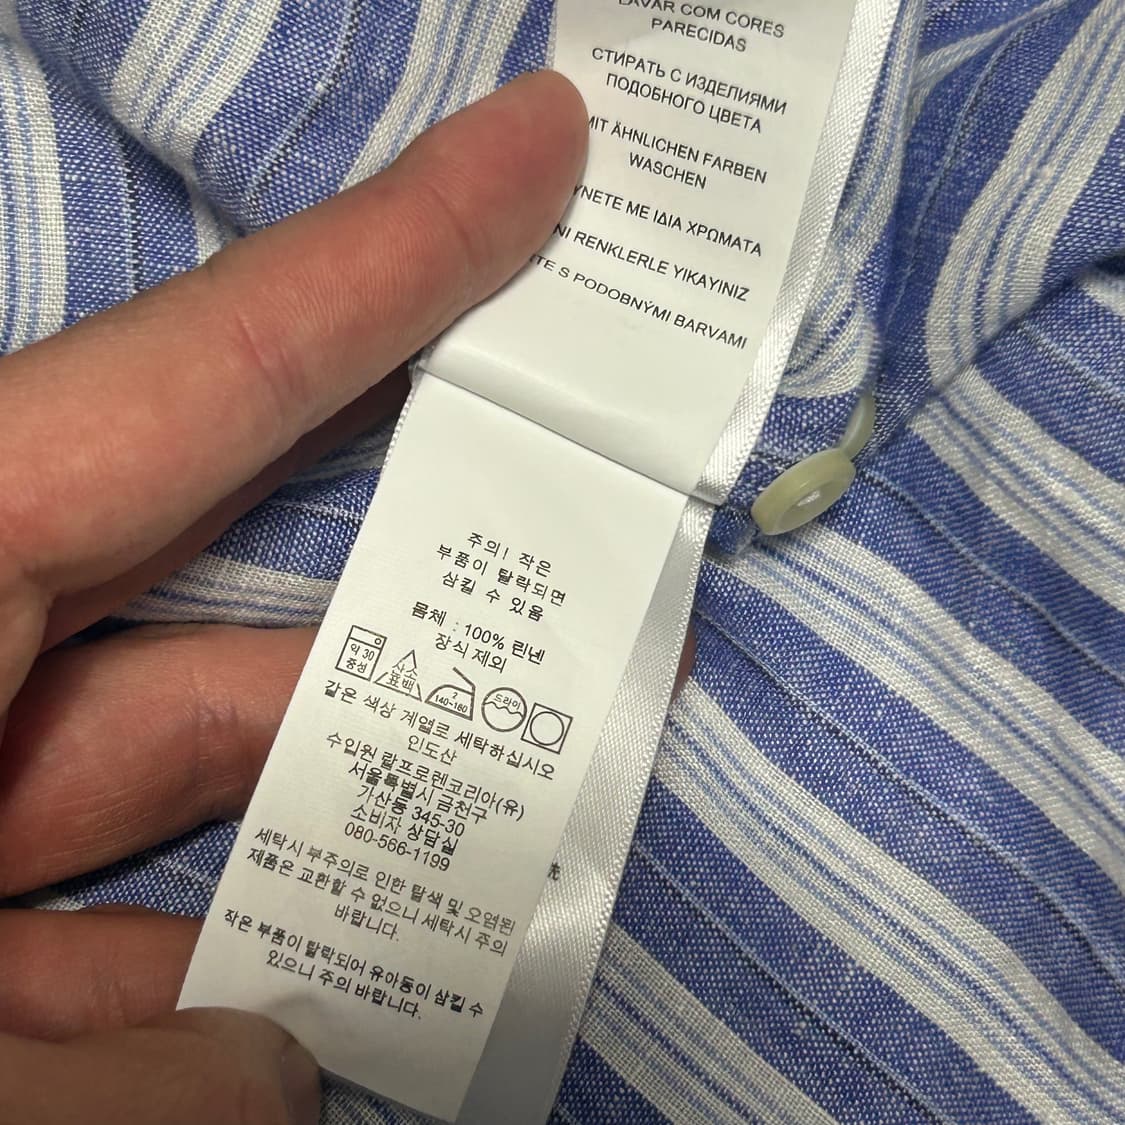 LAVAR COM CORES
PARECIDAS
СТИРАТЬ С ИЗДЕЛИЯМИ
ПОДОБНОГО ЦВЕТА
MIT ÄHNLICHEN FARBEN
WASCHEN
ΥΝΕΤΕ ΜΕ ΙΔΙΑ ΧΡΩΜΑΤΑ
NI RENKLERLE YIKAYINIZ
TE S PODOBNÝMI BARVAMI
주의! 작은
부품이 탈락되면
삼킬 수 있음
몸체 : 100% 린넨
장식 제외
약 30
중성
산소
표백
140~160
드라이
같은 색상 계열로 세탁하십시오
인도산
수입원 랄프로렌코리아(유)
서울특별시 금천구
가산동 345-30
소비자 상담실
080-566-1199
세탁시 부주의로 인한 탈색 및 오염된
제품은 교환할 수 없으니 세탁시 주의
바랍니다.
작은 부품이 탈락되어 유아동이 삼킬 수
있으니 주의 바랍니다.
洗